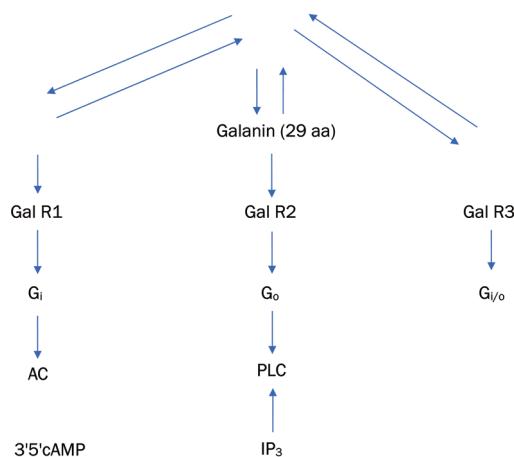 Galanin (29 aa)
Gal R1 Gal R2 Gal R3
Gᵢ Gₒ Gᵢ/ₒ
AC PLC
3'5'cAMP IP₃